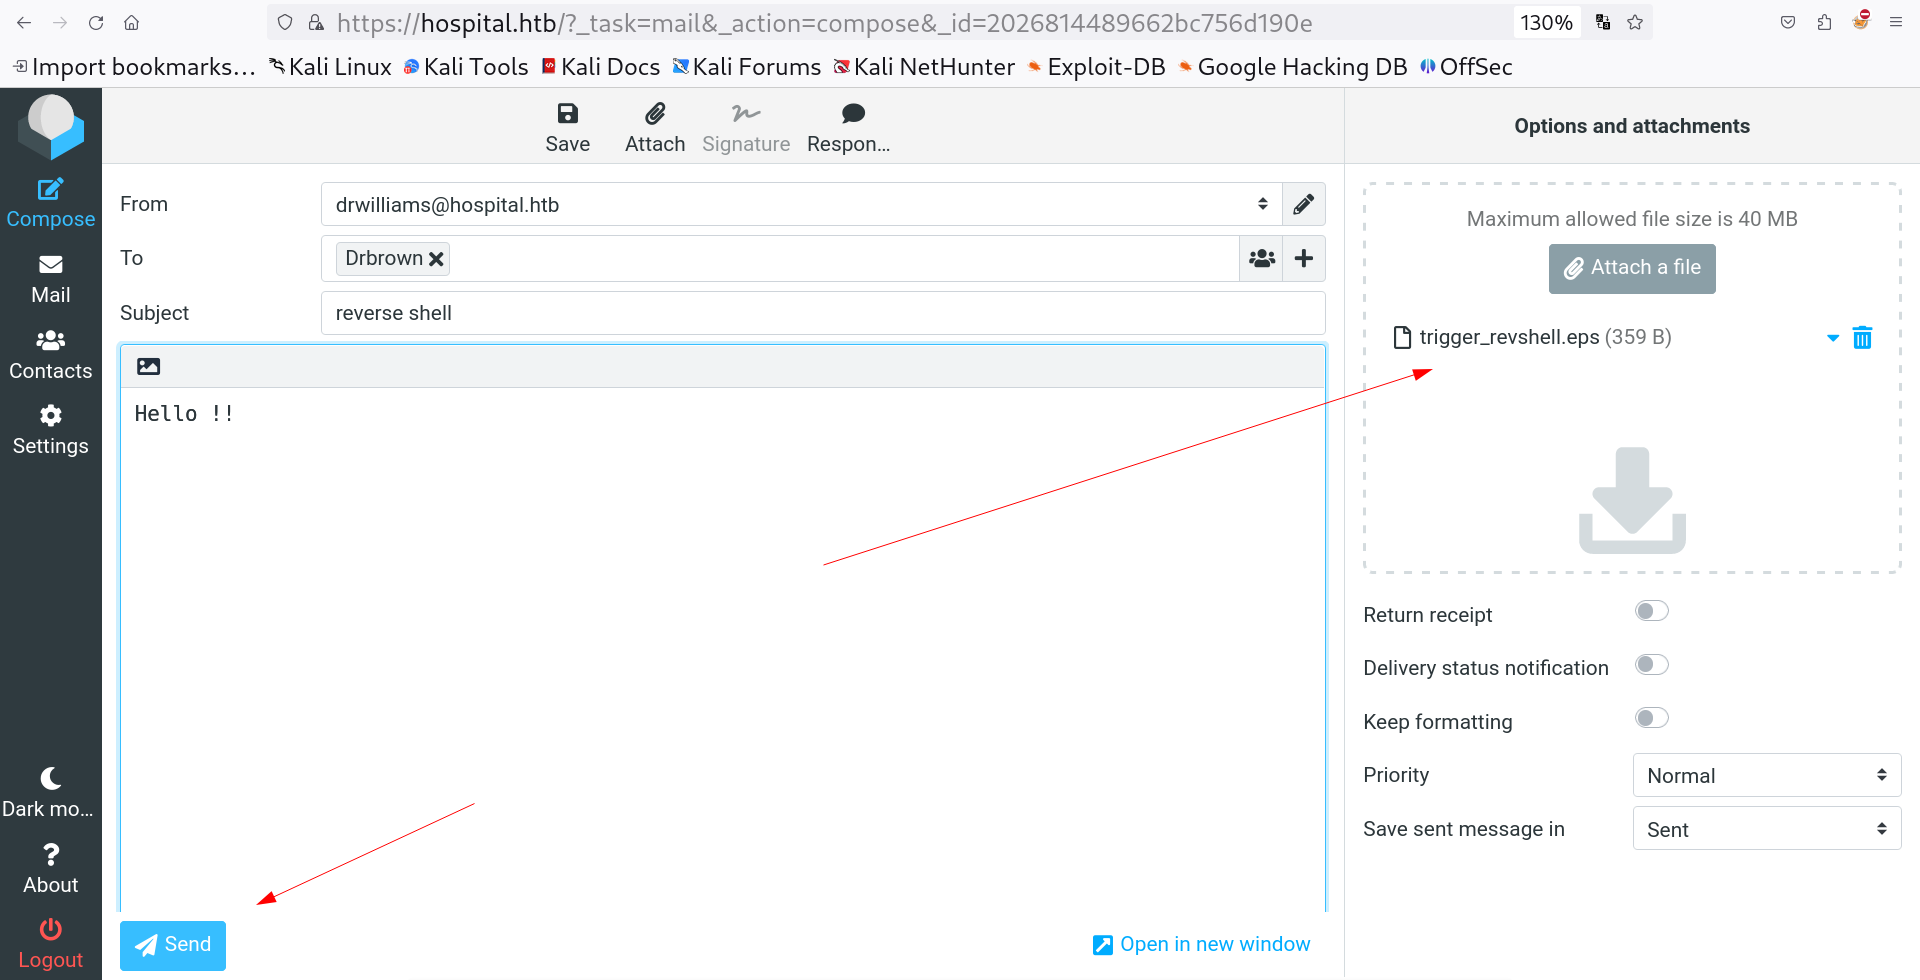 https://hospital.htb/?_task=mail&_action=compose&_id=2026814489662bc756d190e
130%
Import bookmarks... Kali Linux Kali Tools Kali Docs Kali Forums Kali NetHunter Exploit-DB Google Hacking DB OffSec
Compose
Mail
Contacts
Settings
Dark mo...
About
Logout
Save Attach Signature Respon...
From drwilliams@hospital.htb
To Drbrown
Subject reverse shell
Hello !!
Send
Open in new window
Options and attachments
Maximum allowed file size is 40 MB
Attach a file
trigger_revshell.eps (359 B)
Return receipt
Delivery status notification
Keep formatting
Priority Normal
Save sent message in Sent